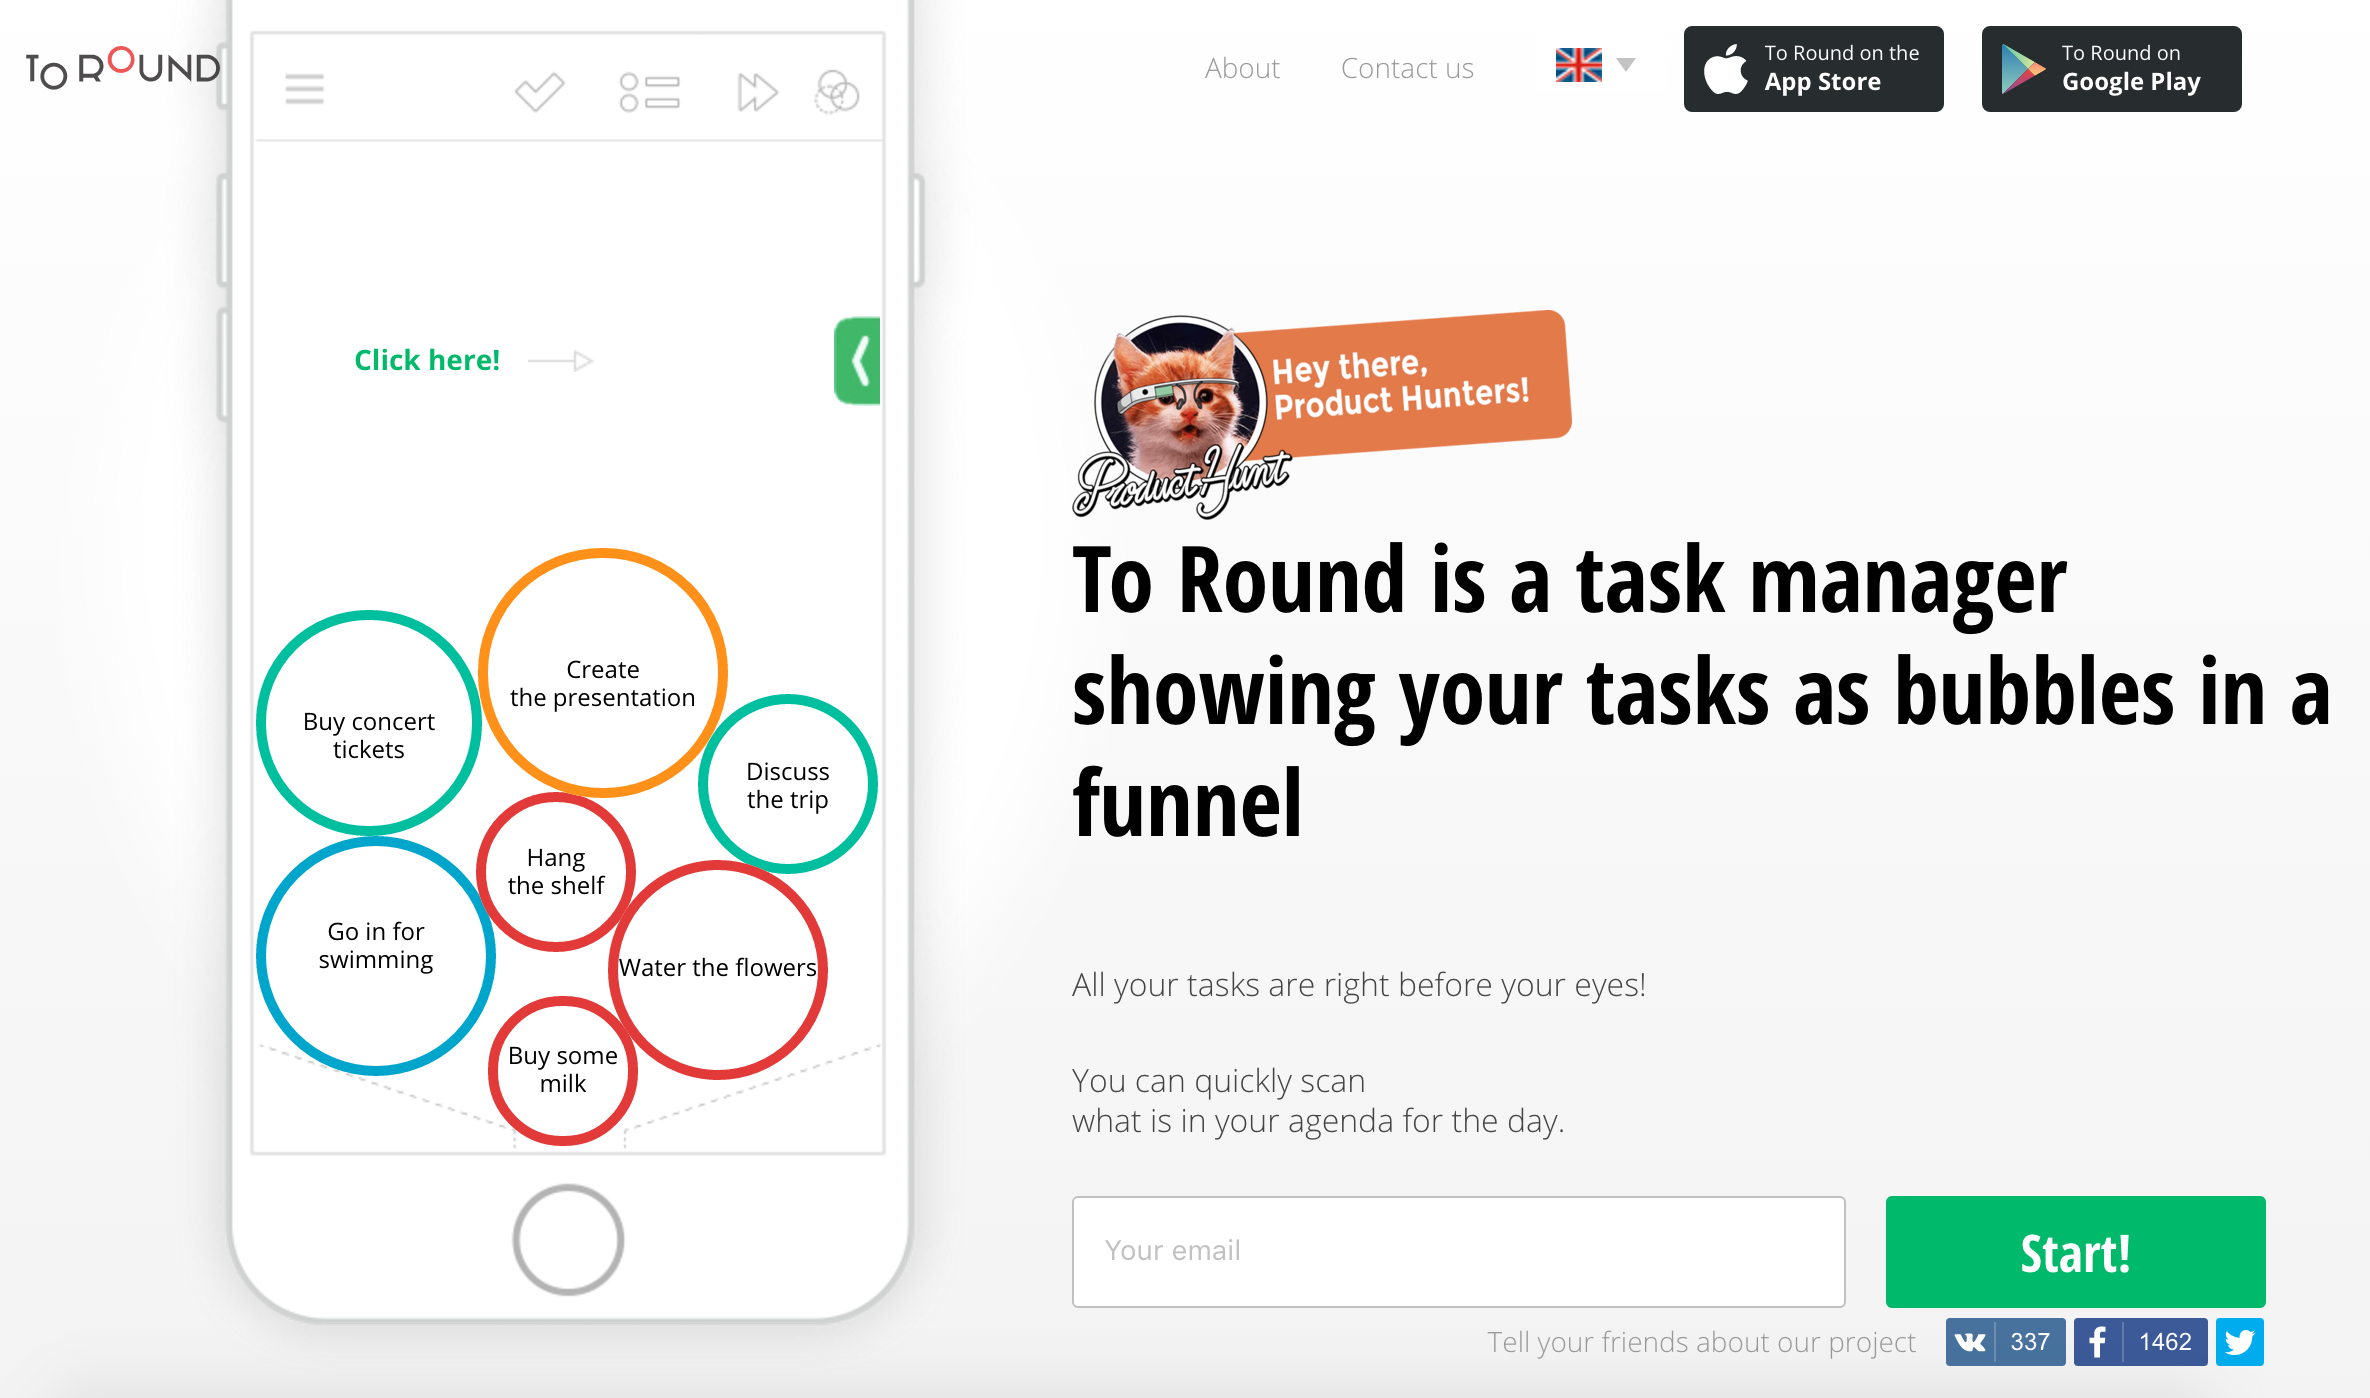 TO ROUND
About
Contact us
To Round on the
App Store
To Round on
Google Play
Click here!
Hey there,
Product Hunters!
Product Hunt
To Round is a task manager
showing your tasks as bubbles in a
funnel
Create
the presentation
Buy concert
tickets
Discuss
the trip
Hang
the shelf
Go in for
swimming
Water the flowers
Buy some
milk
All your tasks are right before your eyes!
You can quickly scan
what is in your agenda for the day.
Your email
Start!
Tell your friends about our project
337
1462